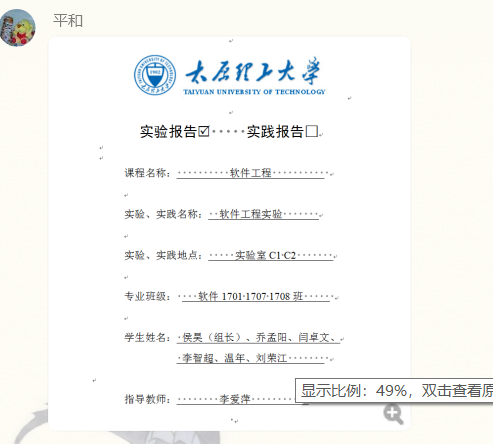 平和
太原理工大学
TAIYUAN UNIVERSITY OF TECHNOLOGY
实验报告☑·····实践报告☐
课程名称：··········软件工程··········
实验、实践名称：··软件工程实验·······
实验、实践地点：·····实验室 C1·C2·······
专业班级：····软件 1701·1707·1708 班·····
学生姓名：·侯昊（组长）、乔孟阳、闫卓文、
·李智超、温年、刘荣江········
指导教师：········李爱萍··········
显示比例：49%，双击查看原